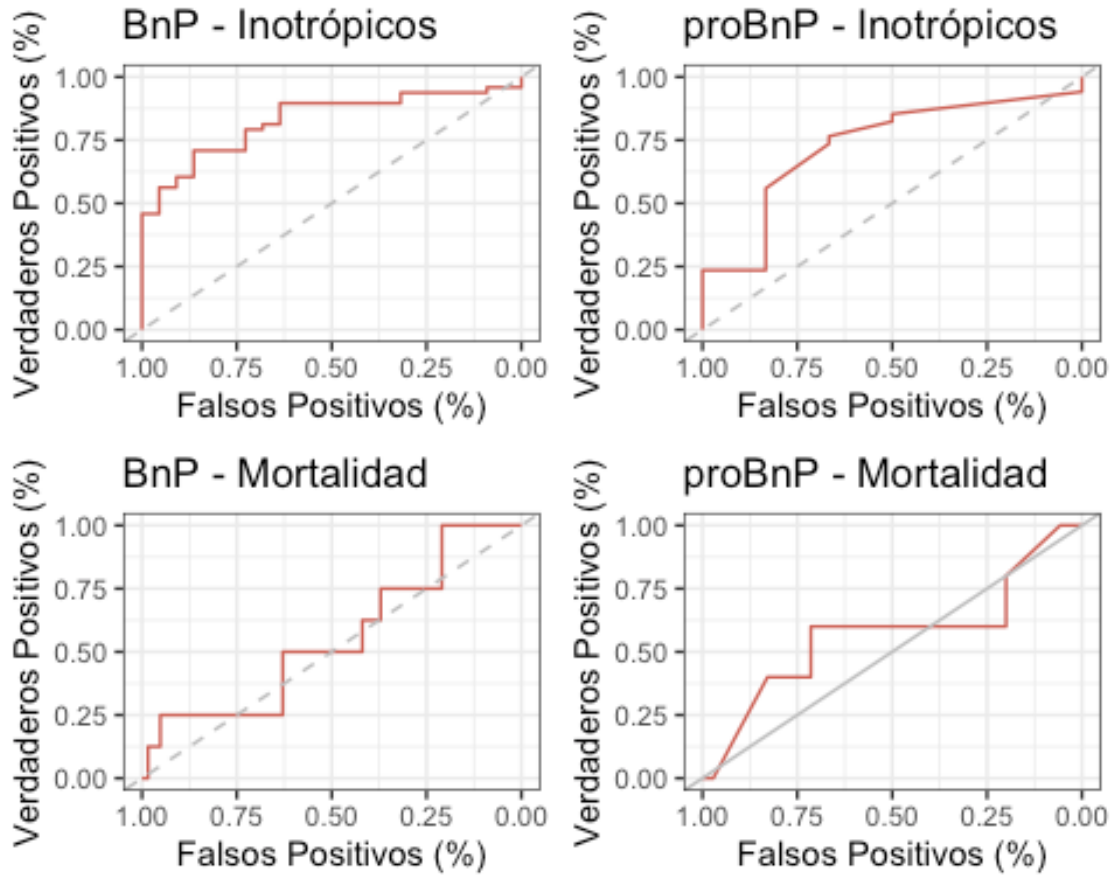 BnP - Inotrópicos
Verdaderos Positivos (%)
1.00
0.75
0.50
0.25
0.00
1.00 0.75 0.50 0.25 0.00
Falsos Positivos (%)
proBnP - Inotrópicos
Verdaderos Positivos (%)
1.00
0.75
0.50
0.25
0.00
1.00 0.75 0.50 0.25 0.00
Falsos Positivos (%)
BnP - Mortalidad
Verdaderos Positivos (%)
1.00
0.75
0.50
0.25
0.00
1.00 0.75 0.50 0.25 0.00
Falsos Positivos (%)
proBnP - Mortalidad
Verdaderos Positivos (%)
1.00
0.75
0.50
0.25
0.00
1.00 0.75 0.50 0.25 0.00
Falsos Positivos (%)